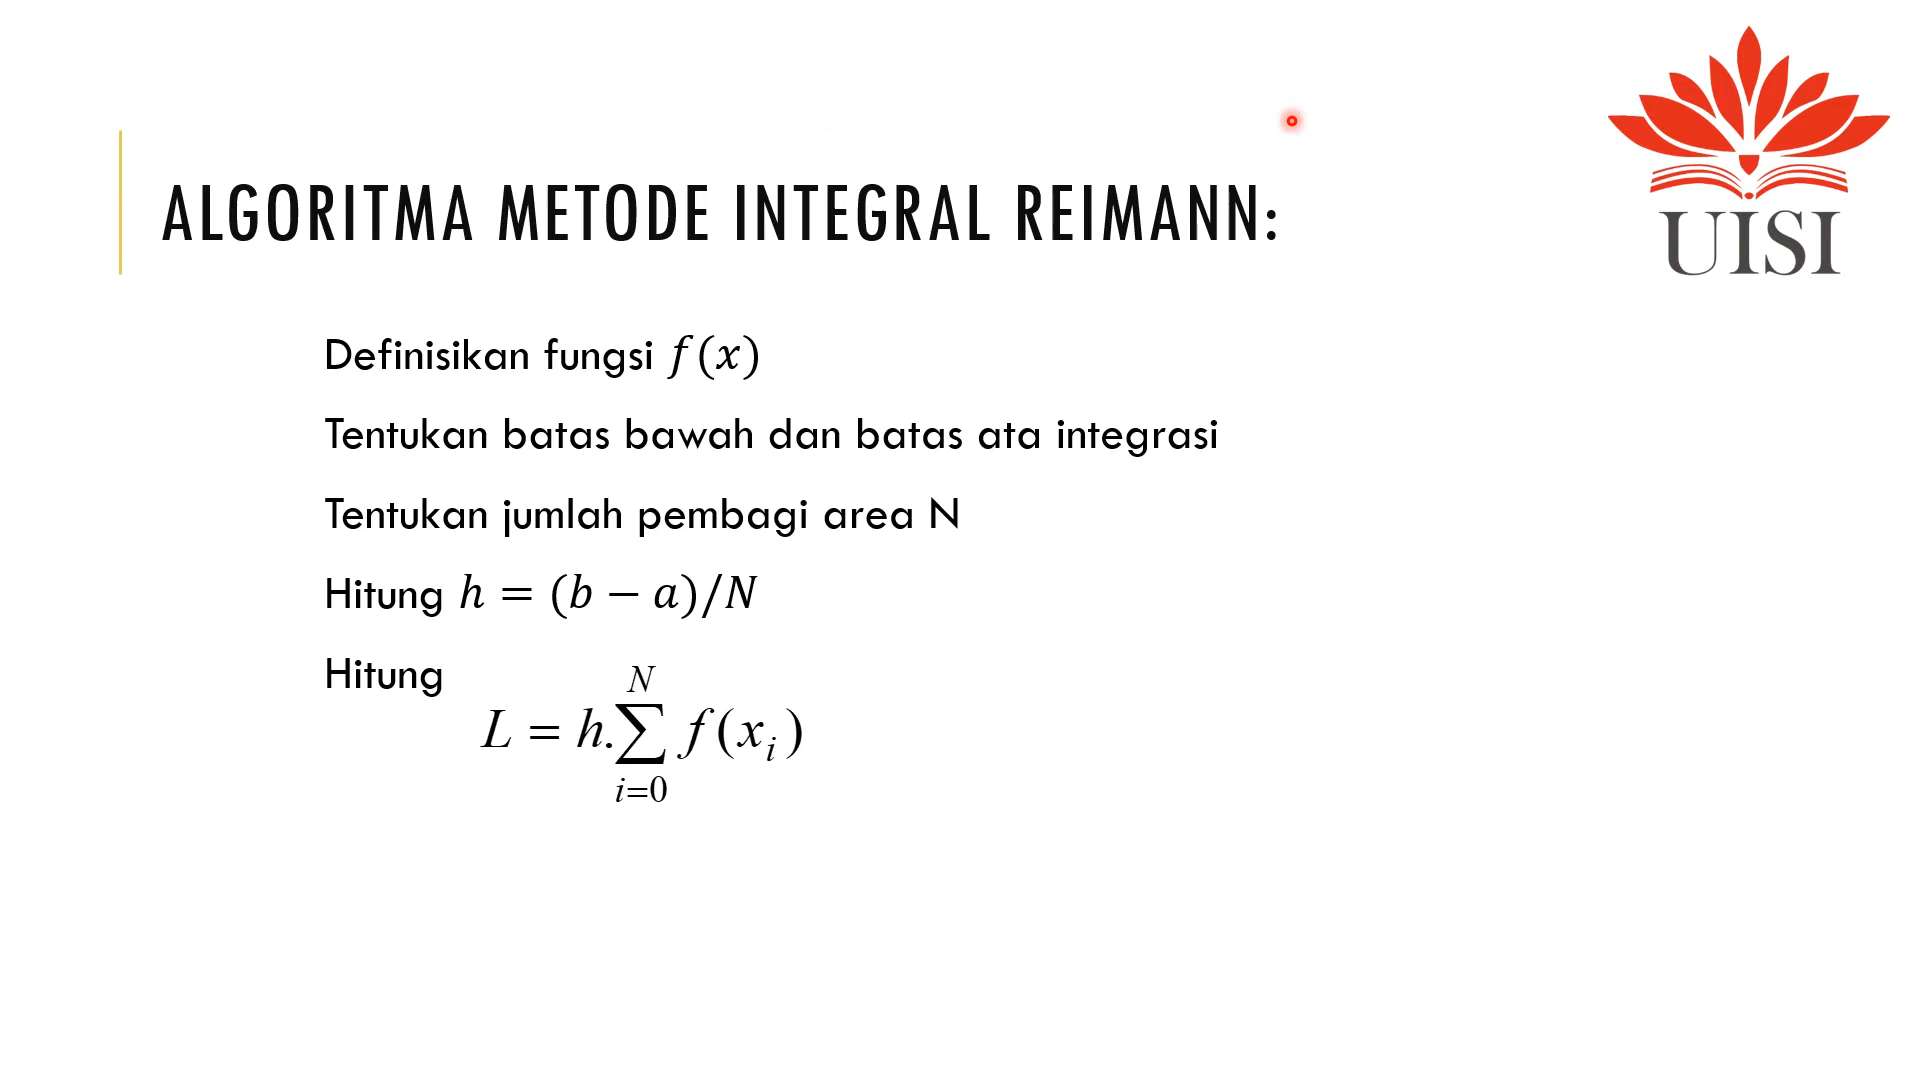 UISI
ALGORITMA METODE INTEGRAL REIMANN:
Definisikan fungsi 𝑓(𝑥)
Tentukan batas bawah dan batas ata integrasi
Tentukan jumlah pembagi area N
Hitung ℎ = (𝑏 − 𝑎)/𝑁
Hitung
L = h.∑_{i=0}^{N} f(x_i)